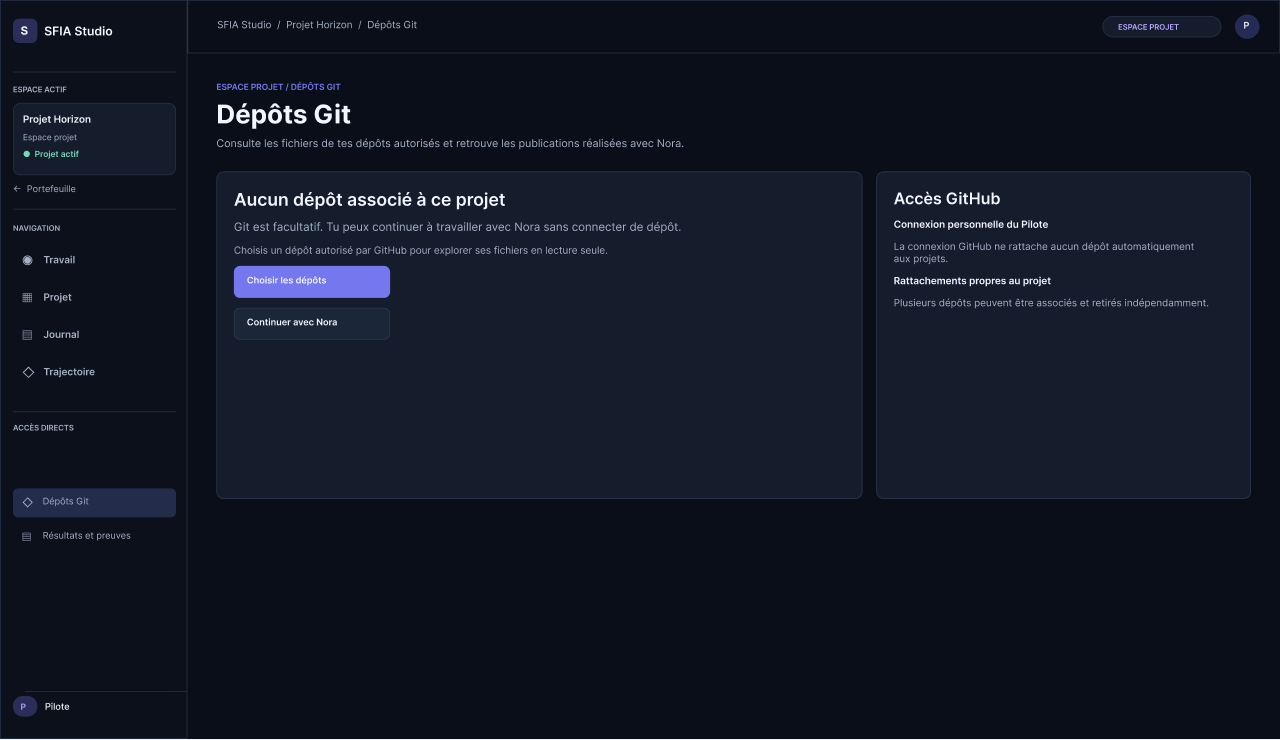 S SFIA Studio
ESPACE ACTIF
Projet Horizon
Espace projet
Projet actif
← Portefeuille
NAVIGATION
Travail
Projet
Journal
Trajectoire
ACCÈS DIRECTS
Dépôts Git
Résultats et preuves
P Pilote
SFIA Studio / Projet Horizon / Dépôts Git
ESPACE PROJET
P
ESPACE PROJET / DÉPÔTS GIT
Dépôts Git
Consulte les fichiers de tes dépôts autorisés et retrouve les publications réalisées avec Nora.
Aucun dépôt associé à ce projet
Git est facultatif. Tu peux continuer à travailler avec Nora sans connecter de dépôt.
Choisis un dépôt autorisé par GitHub pour explorer ses fichiers en lecture seule.
Choisir les dépôts
Continuer avec Nora
Accès GitHub
Connexion personnelle du Pilote
La connexion GitHub ne rattache aucun dépôt automatiquement
aux projets.
Rattachements propres au projet
Plusieurs dépôts peuvent être associés et retirés indépendamment.